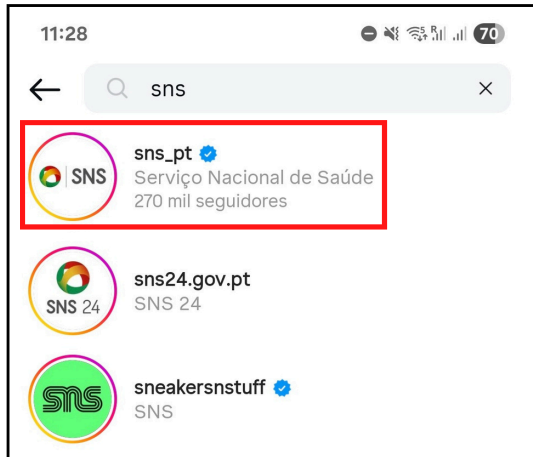 11:28
70
sns
SNS
sns_pt
Serviço Nacional de Saúde
270 mil seguidores
SNS 24
sns24.gov.pt
SNS 24
sns
sneakersnstuff
SNS